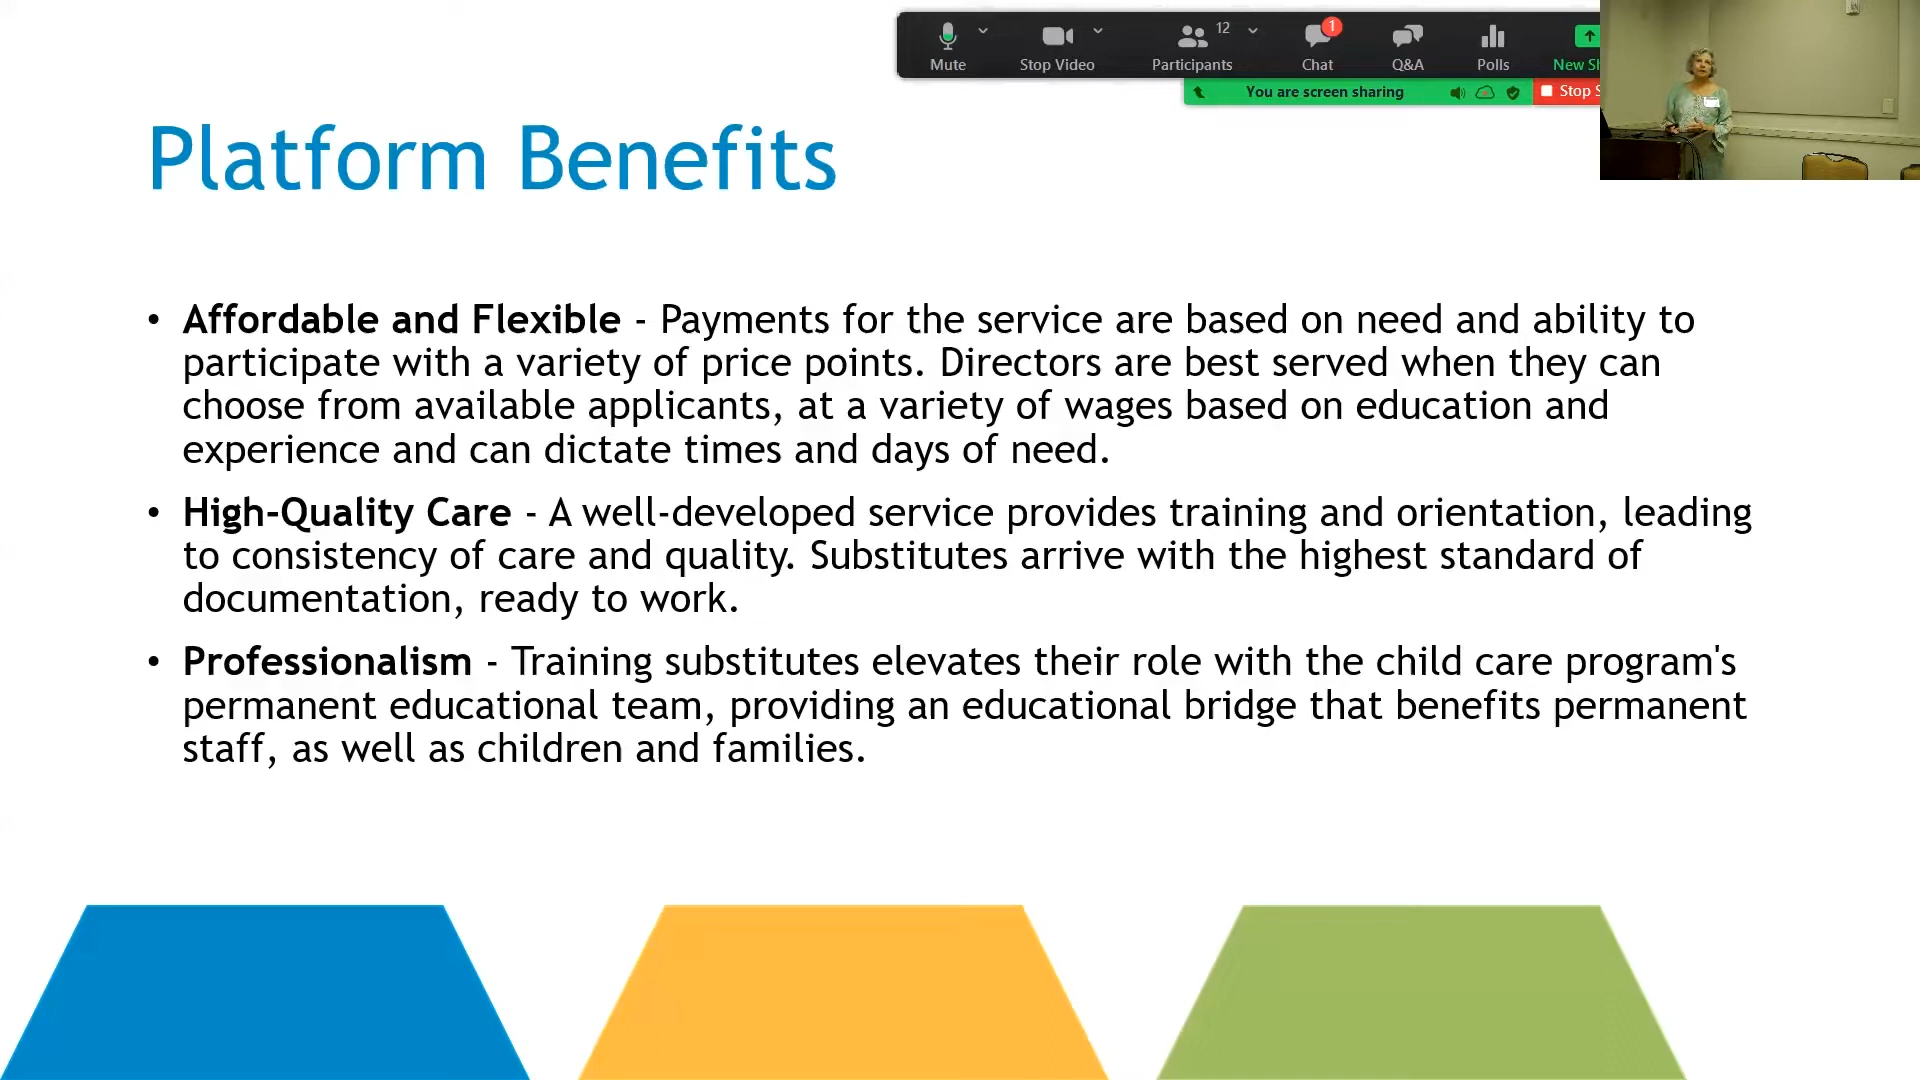 Mute
Stop Video
12
Participants
1
Chat
Q&A
Polls
New Sh
You are screen sharing
Stop S
Platform Benefits
• Affordable and Flexible - Payments for the service are based on need and ability to
participate with a variety of price points. Directors are best served when they can
choose from available applicants, at a variety of wages based on education and
experience and can dictate times and days of need.
• High-Quality Care - A well-developed service provides training and orientation, leading
to consistency of care and quality. Substitutes arrive with the highest standard of
documentation, ready to work.
• Professionalism - Training substitutes elevates their role with the child care program's
permanent educational team, providing an educational bridge that benefits permanent
staff, as well as children and families.